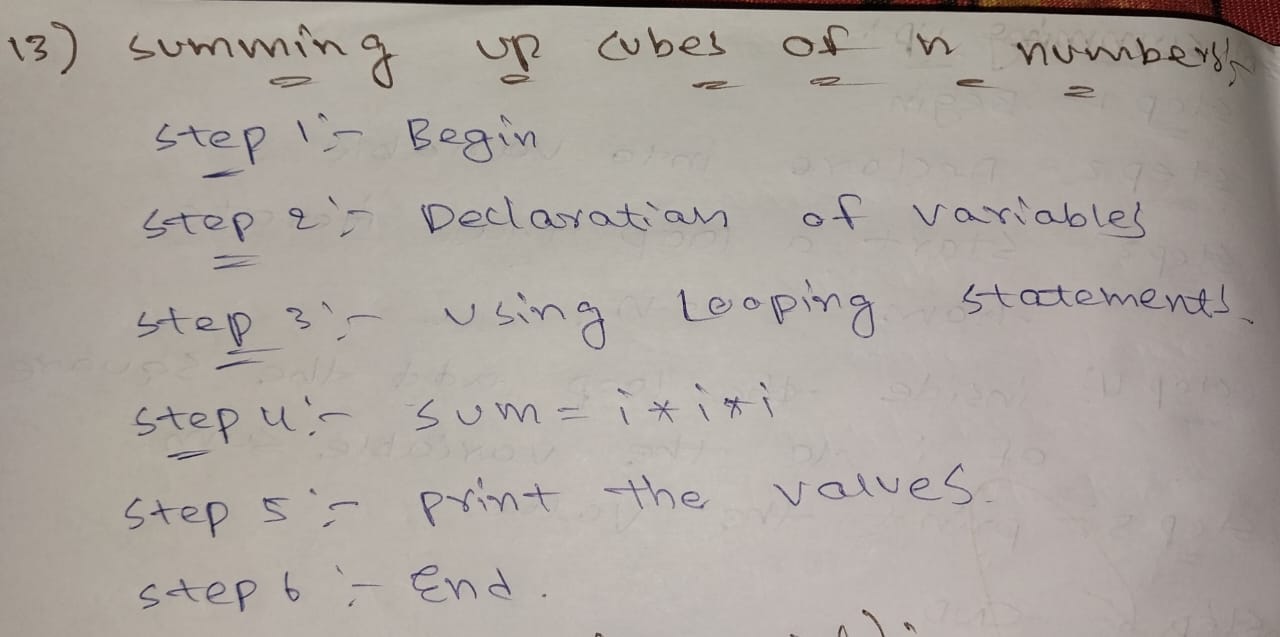 13) summing up cubes of n numbers:-
step 1:- Begin
step 2:- Declaration of variables
step 3:- using Looping statements.
step 4:- sum = i*i*i
step 5:- print the values.
step 6:- End.